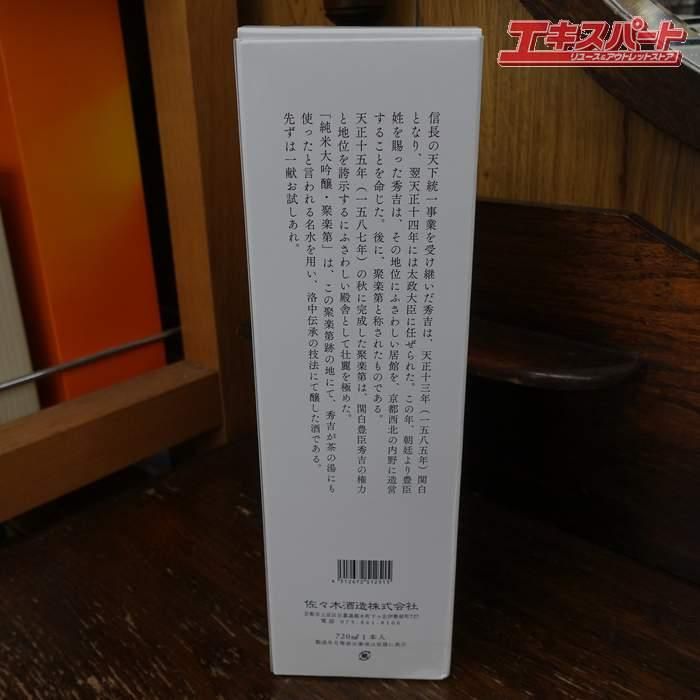 エキスパート
リユース&アウトレットストア
信長の天下統一事業を受け継いだ秀吉は、天正十三年（一五八五年）関白
となり、翌天正十四年には太政大臣に任ぜられた。この年、朝廷より豊臣
姓を賜った秀吉は、その地位にふさわしい居館を、京都西北の内野に造営
することを命じた。後に、聚楽第と称されたものである。
天正十五年（一五八七年）の秋に完成した聚楽第は、関白豊臣秀吉の権力
と地位を誇示するにふさわしい殿舎として壮麗を極めた。
「純米大吟醸・聚楽第」は、この聚楽第跡の地にて、秀吉が茶の湯にも
使ったと言われる名水を用い、洛中伝承の技法にて醸した酒である。
先ずは一献お試しあれ。
佐々木酒造株式会社
電話 075-841-8106
720㎖ 1本入